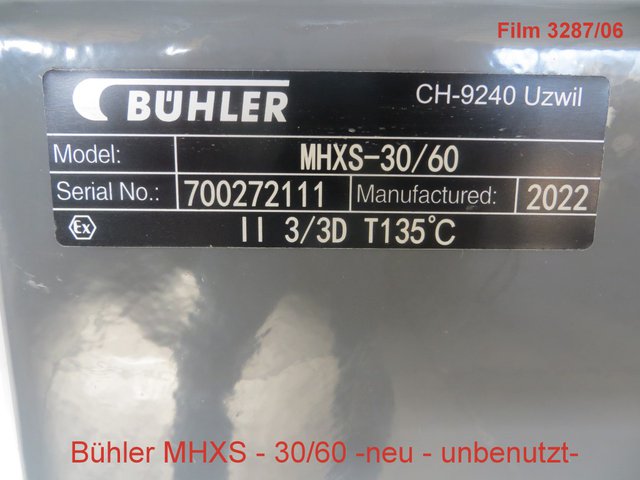 Film 3287/06
BÜHLER CH-9240 Uzwil
Model: MHXS-30/60
Serial No.: 700272111 Manufactured: 2022
Ex II 3/3D T135°C
Bühler MHXS - 30/60 -neu - unbenutzt-